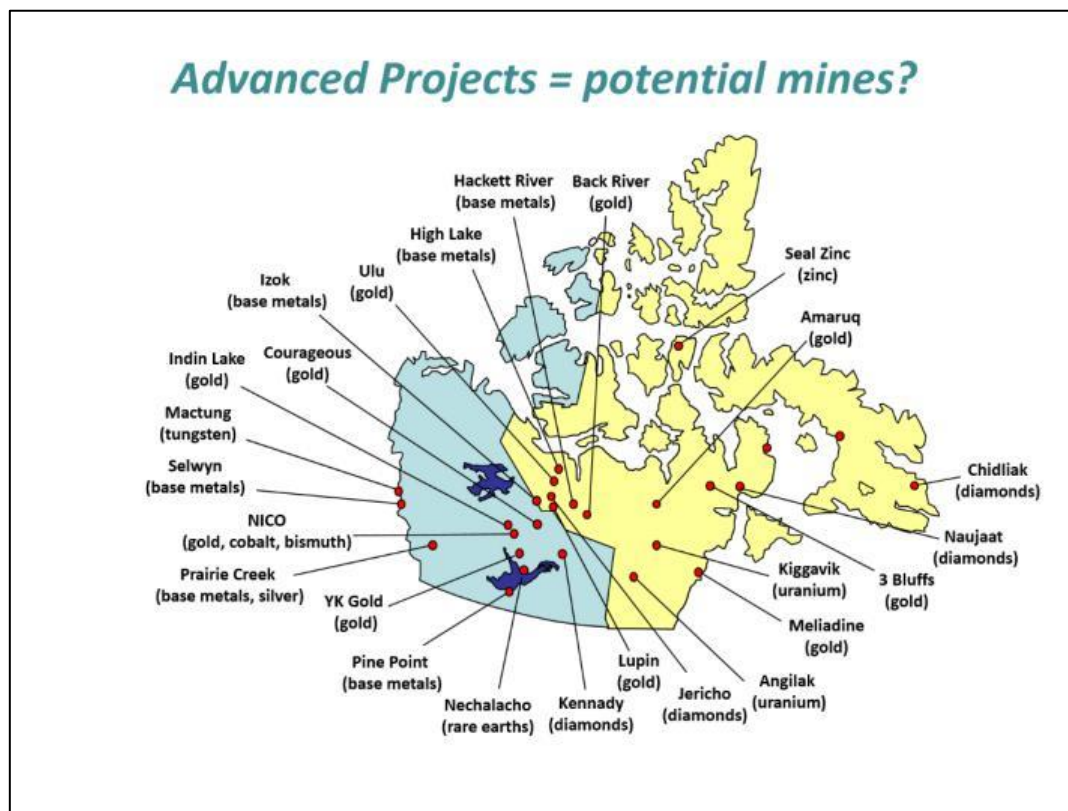 Advanced Projects = potential mines?
Hackett River
(base metals)
Back River
(gold)
High Lake
(base metals)
Seal Zinc
(zinc)
Ulu
(gold)
Izok
(base metals)
Amaruq
(gold)
Courageous
(gold)
Indin Lake
(gold)
Mactung
(tungsten)
Selwyn
(base metals)
Chidliak
(diamonds)
NICO
(gold, cobalt, bismuth)
Naujaat
(diamonds)
Prairie Creek
(base metals, silver)
Kiggavik
(uranium)
3 Bluffs
(gold)
YK Gold
(gold)
Meliadine
(gold)
Pine Point
(base metals)
Lupin
(gold)
Angilak
(uranium)
Jericho
(diamonds)
Nechalacho
(rare earths)
Kennady
(diamonds)